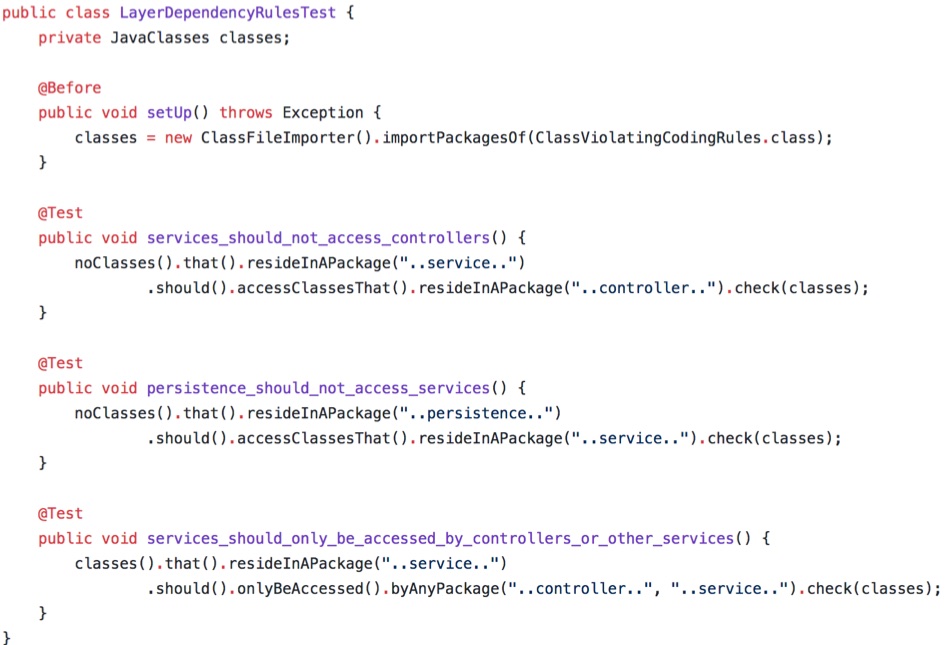 public class LayerDependencyRulesTest {
    private JavaClasses classes;

    @Before
    public void setUp() throws Exception {
        classes = new ClassFileImporter().importPackagesOf(ClassViolatingCodingRules.class);
    }

    @Test
    public void services_should_not_access_controllers() {
        noClasses().that().resideInAPackage("..service..")
                .should().accessClassesThat().resideInAPackage("..controller..").check(classes);
    }

    @Test
    public void persistence_should_not_access_services() {
        noClasses().that().resideInAPackage("..persistence..")
                .should().accessClassesThat().resideInAPackage("..service..").check(classes);
    }

    @Test
    public void services_should_only_be_accessed_by_controllers_or_other_services() {
        classes().that().resideInAPackage("..service..")
                .should().onlyBeAccessed().byAnyPackage("..controller..", "..service..").check(classes);
    }
}